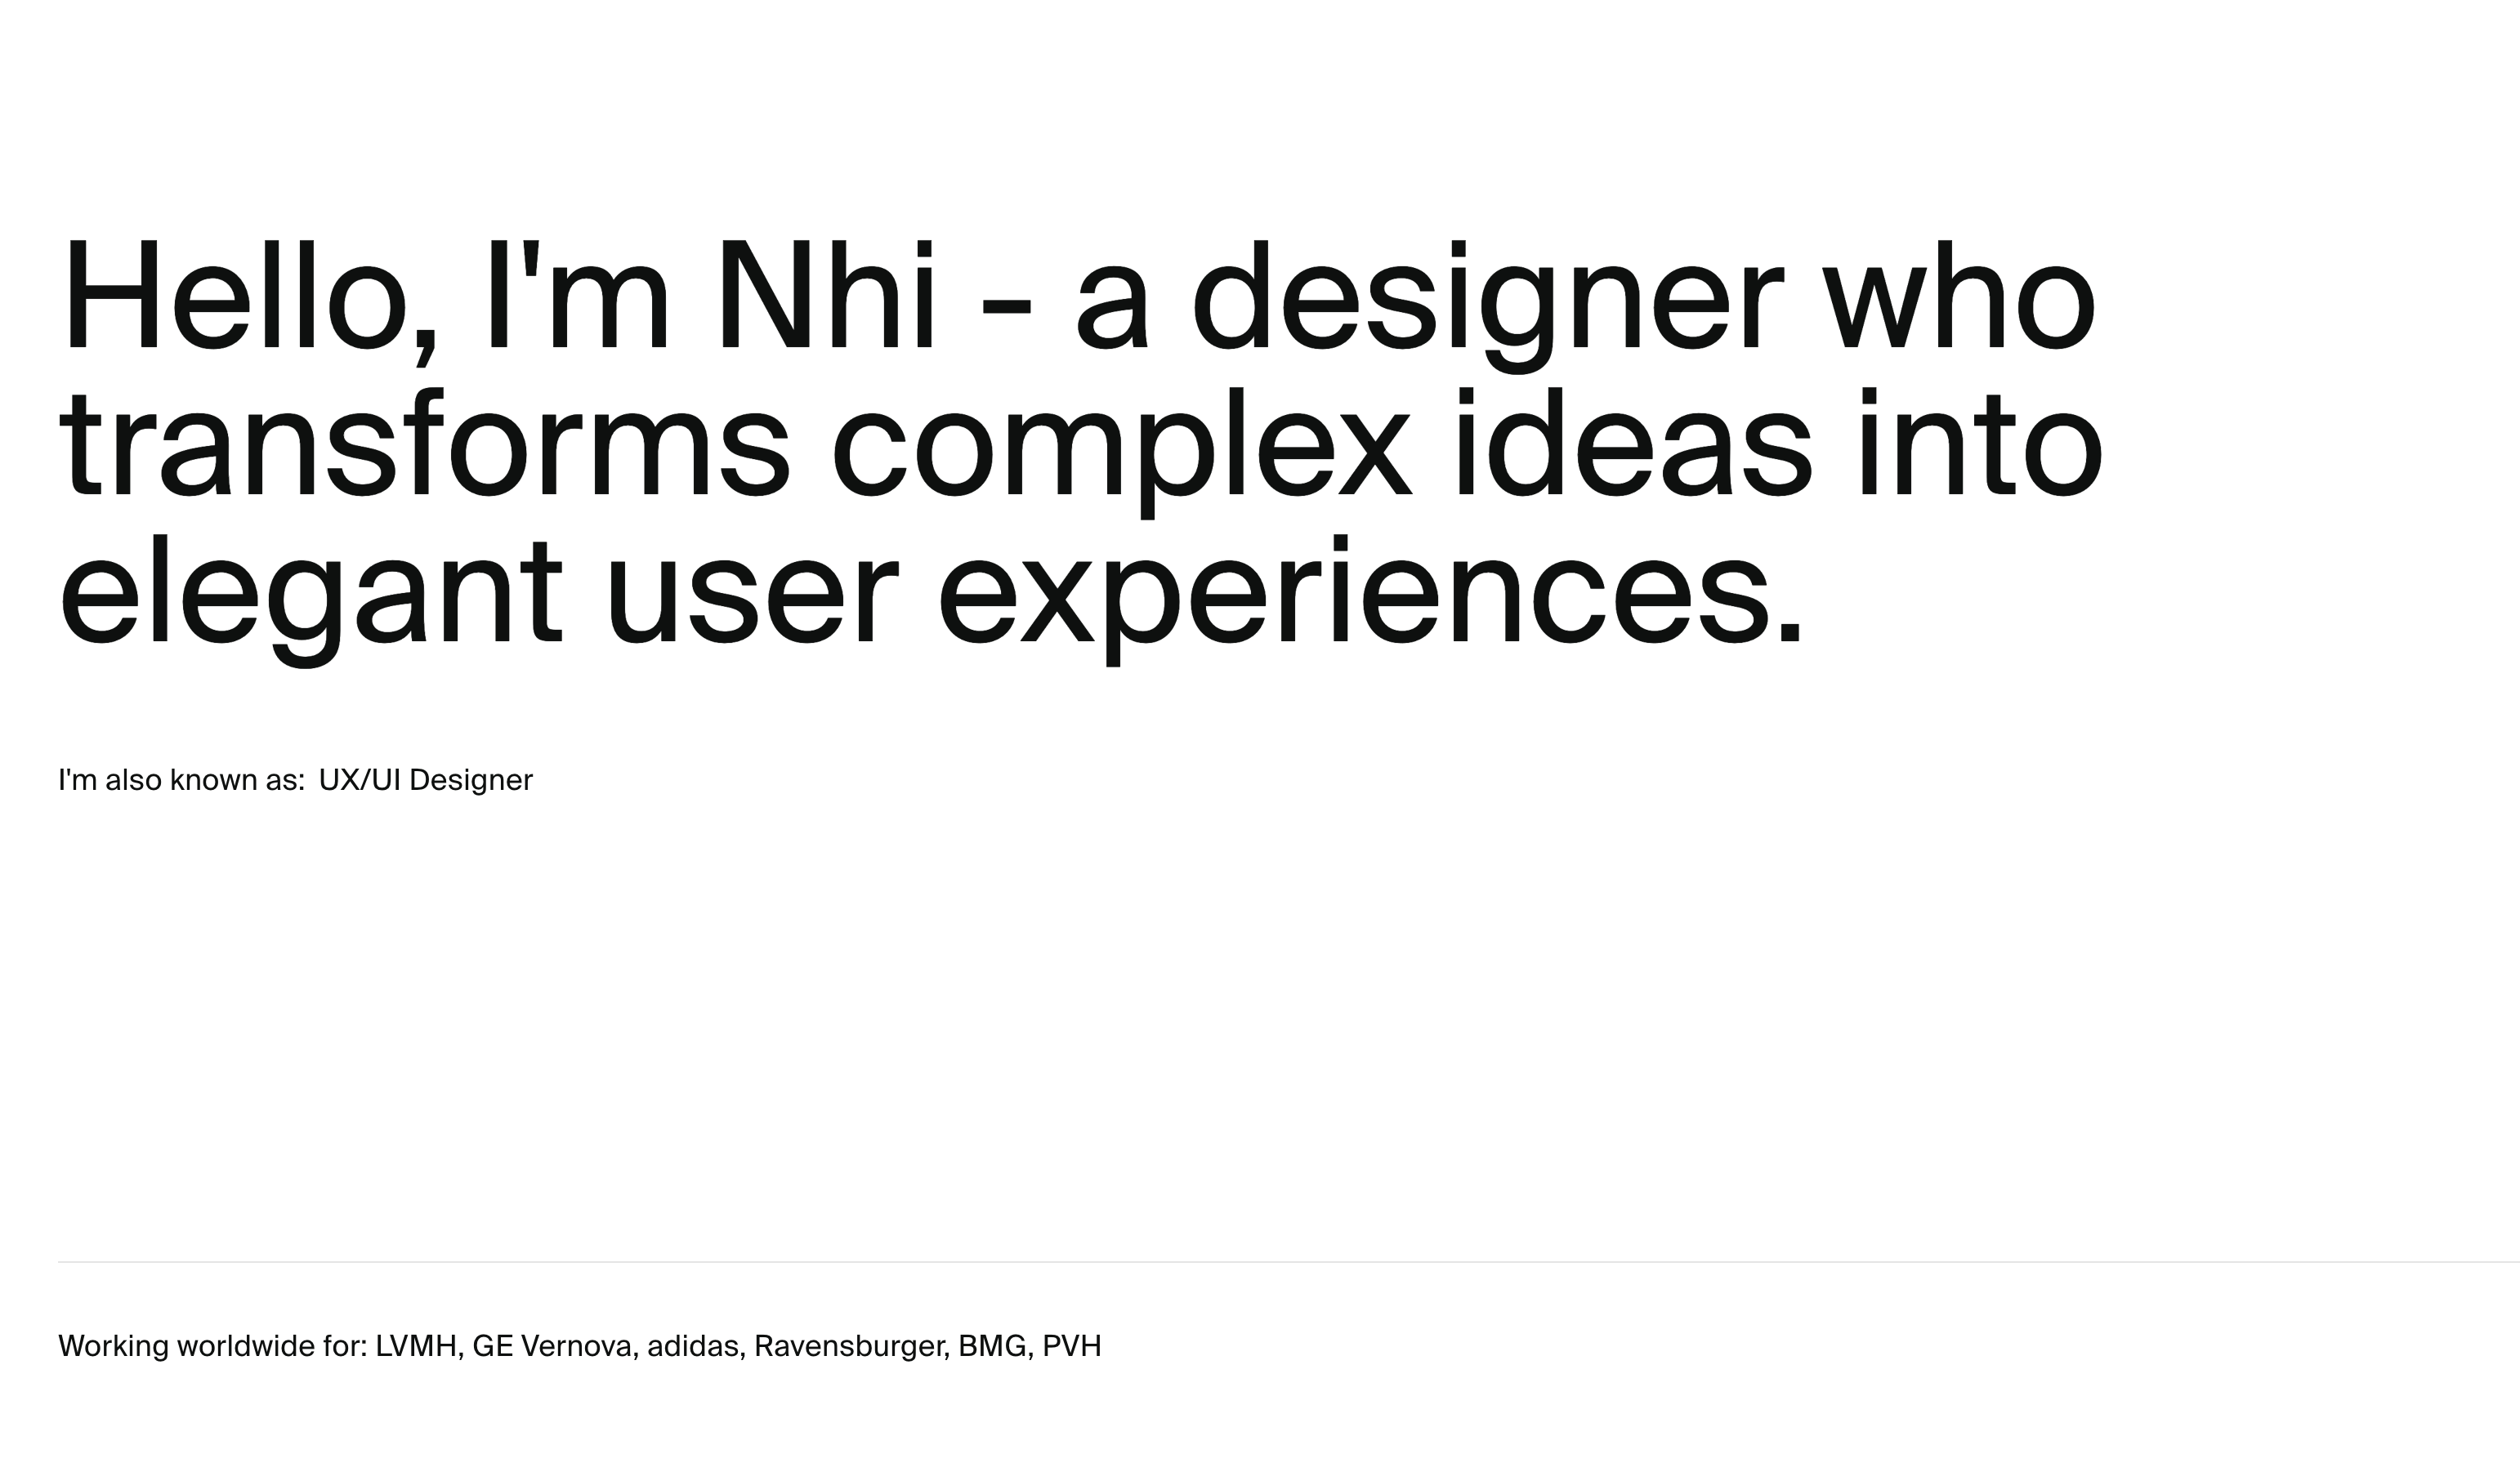 Hello, I'm Nhi - a designer who
transforms complex ideas into
elegant user experiences.
I'm also known as: UX/UI Designer
Working worldwide for: LVMH, GE Vernova, adidas, Ravensburger, BMG, PVH